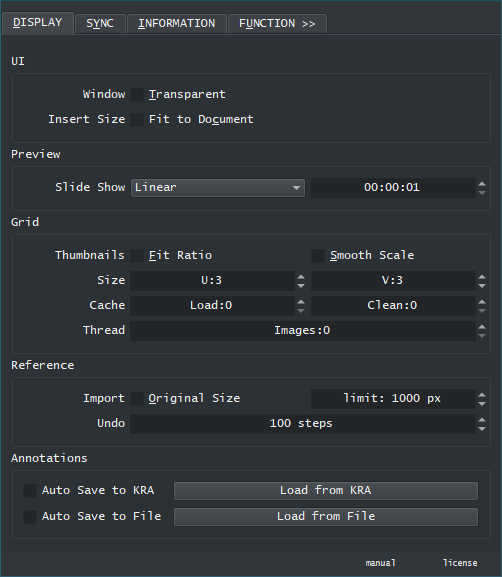 DISPLAY SYNC INFORMATION FUNCTION >>
UI
Window Transparent
Insert Size Fit to Document
Preview
Slide Show Linear 00:00:01
Grid
Thumbnails Fit Ratio Smooth Scale
Size U:3 V:3
Cache Load:0 Clean:0
Thread Images:0
Reference
Import Original Size limit: 1000 px
Undo 100 steps
Annotations
Auto Save to KRA Load from KRA
Auto Save to File Load from File
manual license